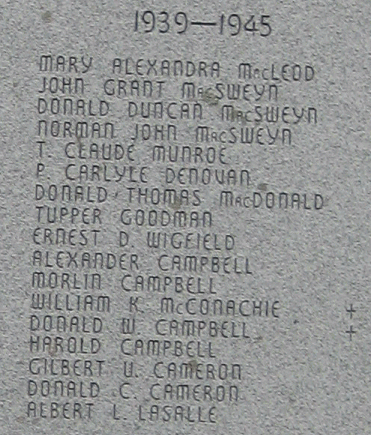 1939—1945
MARY ALEXANDRA McLEOD
JOHN GRANT MacSWEYN
DONALD DUNCAN MacSWEYN
NORMAN JOHN MacSWEYN
T. CLAUDE MUNROE
P. CARLYLE DENOVAN
DONALD THOMAS MacDONALD
TUPPER GOODMAN
ERNEST D. WIGFIELD
ALEXANDER CAMPBELL
MORLIN CAMPBELL
WILLIAM K. McCONACHIE +
DONALD W. CAMPBELL +
HAROLD CAMPBELL
GILBERT U. CAMERON
DONALD C. CAMERON
ALBERT L. LASALLE